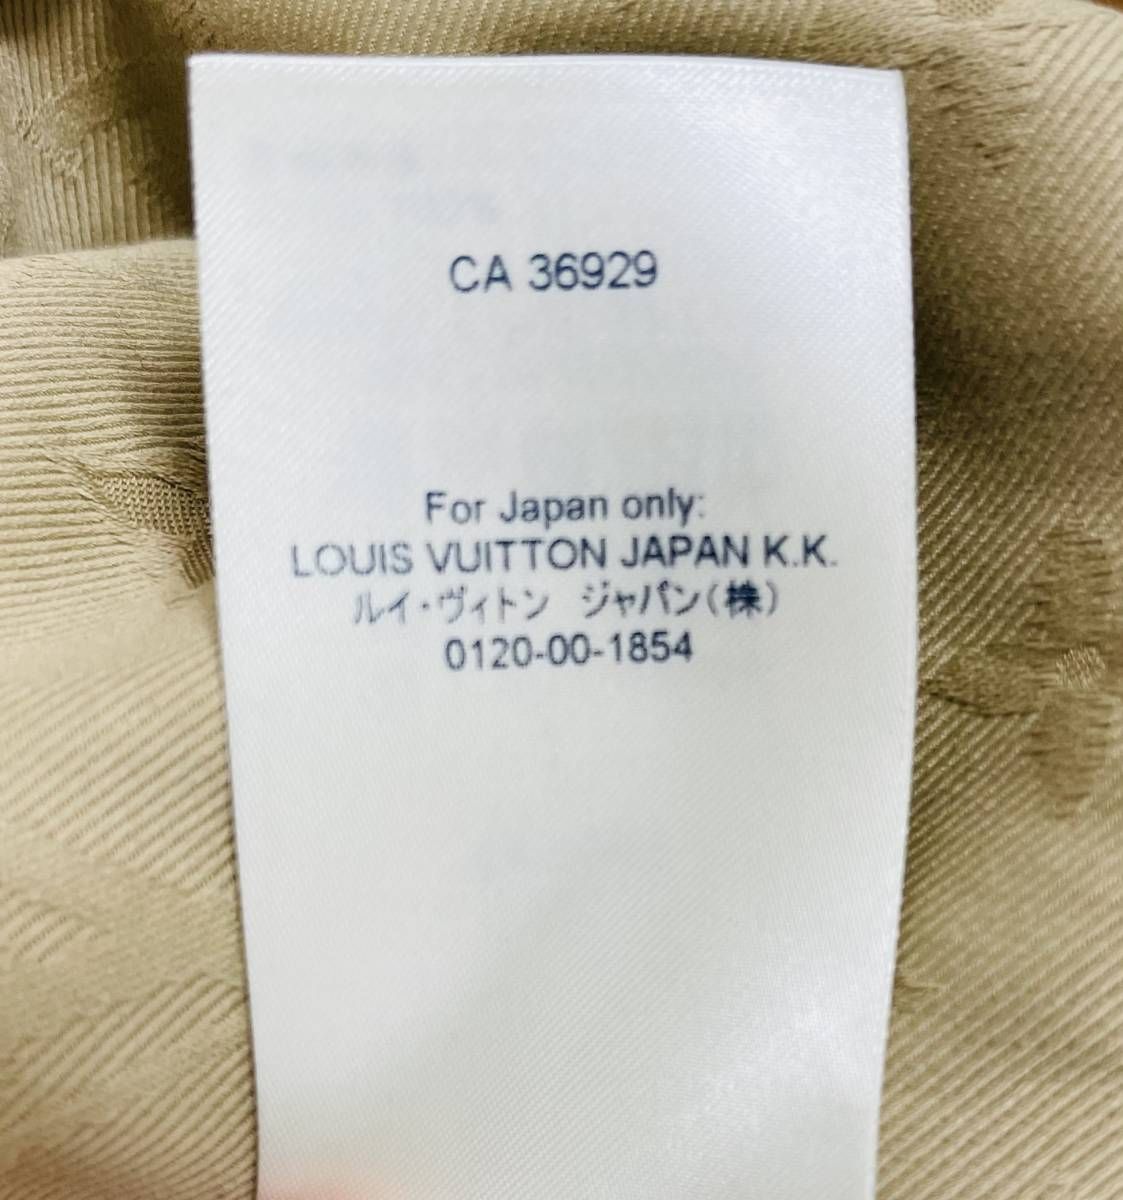 CA 36929
For Japan only:
LOUIS VUITTON JAPAN K.K.
ルイ・ヴィトン ジャパン(株)
0120-00-1854